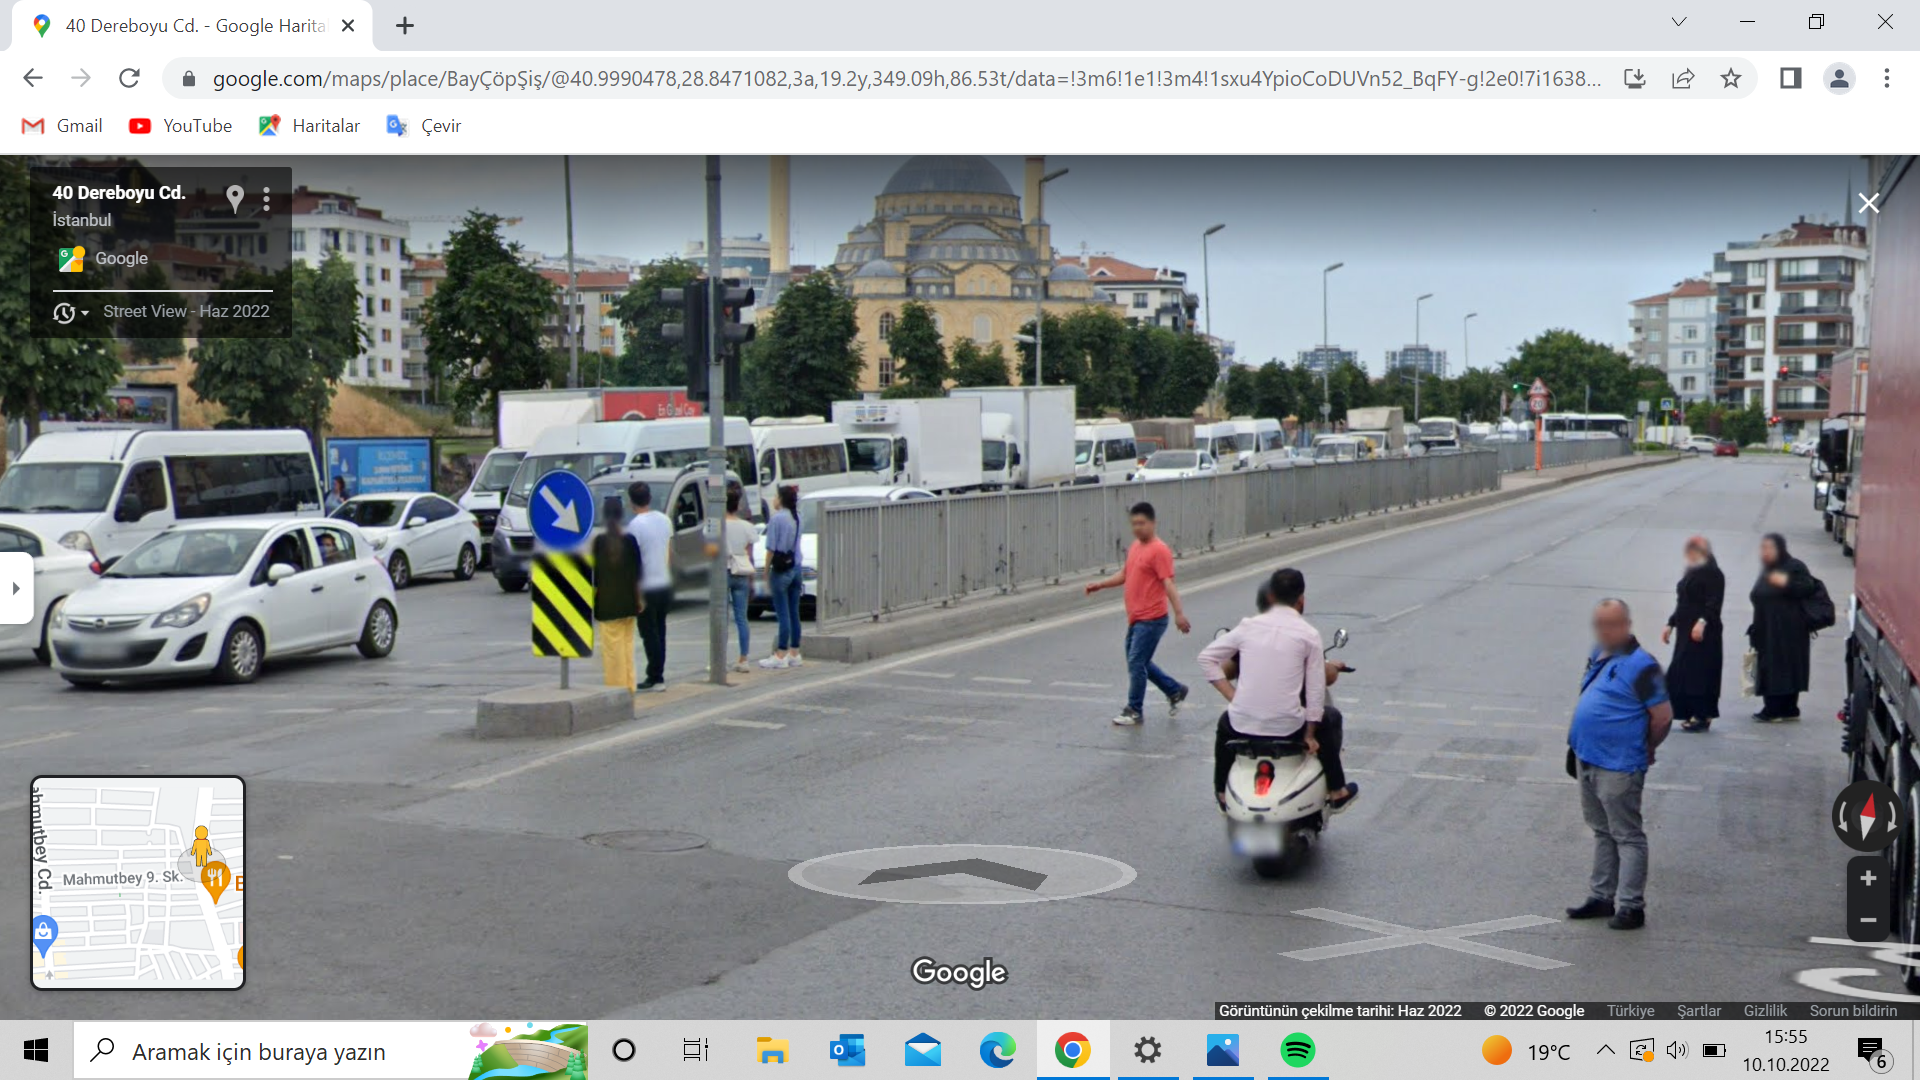 40 Dereboyu Cd. - Google Harita
google.com/maps/place/BayÇöpŞiş/@40.9990478,28.8471082,3a,19.2y,349.09h,86.53t/data=!3m6!1e1!3m4!1sxu4YpioCoDUVn52_BqFY-g!2e0!7i1638...
Gmail
YouTube
Haritalar
Çevir
40 Dereboyu Cd.
İstanbul
Google
Street View - Haz 2022
ahmutbey Cd.
Mahmutbey 9. Sk.
Google
Görüntünün çekilme tarihi: Haz 2022
© 2022 Google
Türkiye
Şartlar
Gizlilik
Sorun bildirin
Aramak için buraya yazın
19°C
15:55
10.10.2022
6